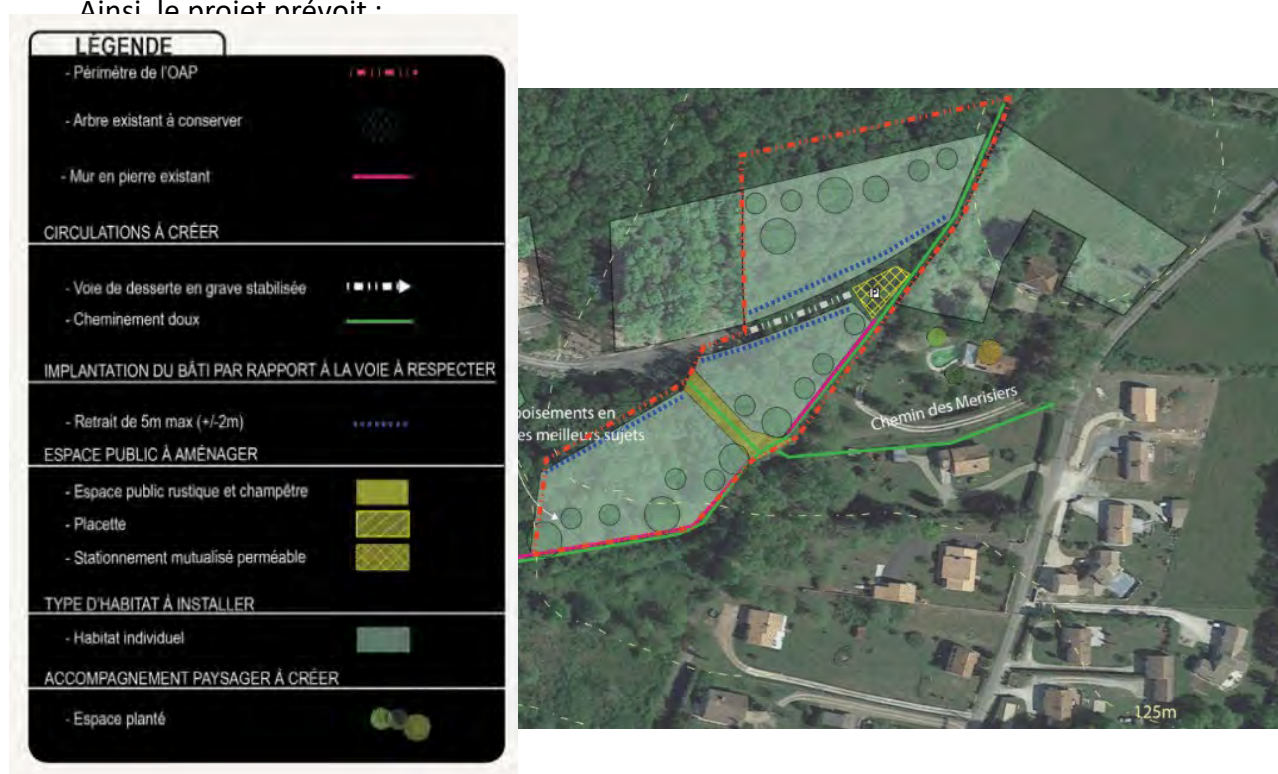 Ainsi, le projet prévoit :
LÉGENDE
- Périmètre de l'OAP
- Arbre existant à conserver
- Mur en pierre existant
CIRCULATIONS À CRÉER
- Voie de desserte en grave stabilisée
- Cheminement doux
IMPLANTATION DU BÂTI PAR RAPPORT À LA VOIE À RESPECTER
- Retrait de 5m max (+/-2m)
ESPACE PUBLIC À AMÉNAGER
- Espace public rustique et champêtre
- Placette
- Stationnement mutualisé perméable
TYPE D'HABITAT À INSTALLER
- Habitat individuel
ACCOMPAGNEMENT PAYSAGER À CRÉER
- Espace planté
P
boisements en
es meilleurs sujets
Chemin des Merisiers
125m